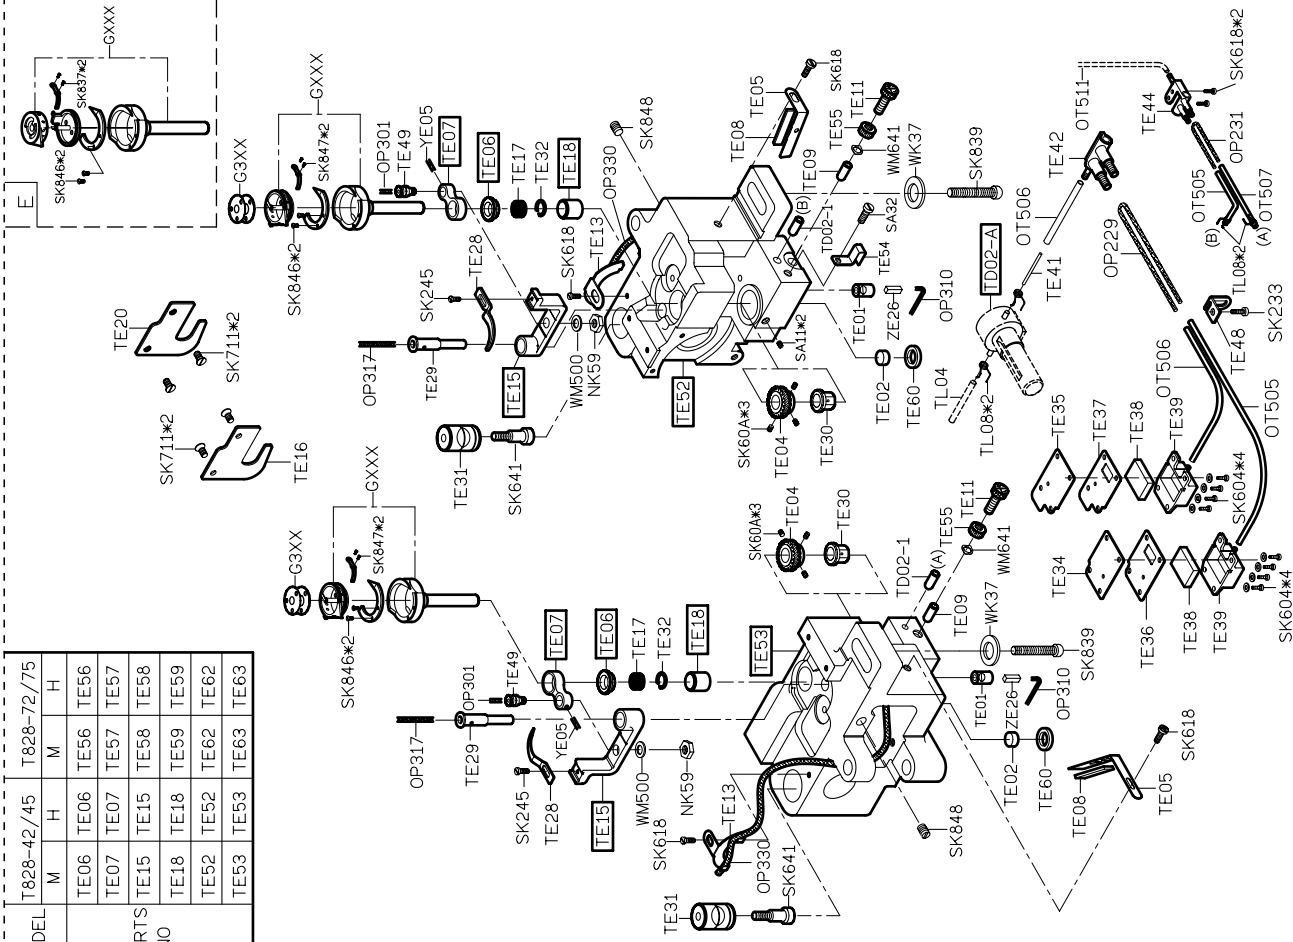 E
GXXX
SK837*2
SK846*2
G3XX
GXXX
SK847*2
SK846*2
OP301
TE49
YE05
TE07
TE06
TE17
TE32
TE18
OP330
SK848
TE13
SK618
TE28
SK245
OP317
TE29
TE15
WM500
NK59
TE31
SK641
TE20
SK711*2
SK711*2
TE16
TE52
TE08
TE05
SK618
TE55
TE11
TE09
WM641
WK37
SK839
(B)
TD02-1
SA32
TE54
TE01
ZE26
OP310
SA11*2
TE02
TE60
SK60A*3
TE04
TE30
TD02-A
OT506
TE41
TL04
TL08*2
OT511
TE42
OP229
TE44
SK618*2
OP231
OT505
OT507
(B)
(A)
TL08*2
TE48
SK233
OT506
OT505
TE35
TE37
TE38
TE39
SK604*4
TE34
TE36
TE38
TE39
SK604*4
G3XX
GXXX
SK847*2
SK846*2
OP301
TE49
TE07
TE06
TE17
TE32
TE18
TE53
OP317
TE29
YE05
SK245
TE28
TE15
WM500
NK59
SK618
TE13
OP330
SK641
TE31
SK848
SK60A*3
TE04
TE30
TD02-1
(A)
TE55
TE11
WM641
TE09
WK37
SK839
TE01
ZE26
OP310
TE02
TE60
TE08
TE05
SK618
DEL T828-42/45 T828-72/75
M H M H
RTS
NO
TE06 TE06 TE56 TE56
TE07 TE07 TE57 TE57
TE15 TE15 TE58 TE58
TE18 TE18 TE59 TE59
TE52 TE52 TE62 TE62
TE53 TE53 TE63 TE63